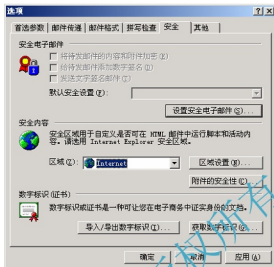 选项
首选参数 邮件传递 邮件格式 拼写检查 安全 其他
安全电子邮件
将待发邮件的内容和附件加密(E)
给待发邮件添加数字签名(D)
发送文字签名邮件(T)
默认安全设置(F):
设置安全电子邮件(S)...
安全内容
安全区域用于自定义是否可在 HTML 邮件中运行脚本和活动内
容。请选用 Internet Explorer 安全区域。
区域(Z): Internet 区域设置(N)...
附件的安全性(C)...
数字标识(证书)
数字标识或证书是一种可让您在电子商务中证实身份的文档。
导入/导出数字标识(I)... 获取数字标识(G)...
确定 取消 应用(A)
权所有